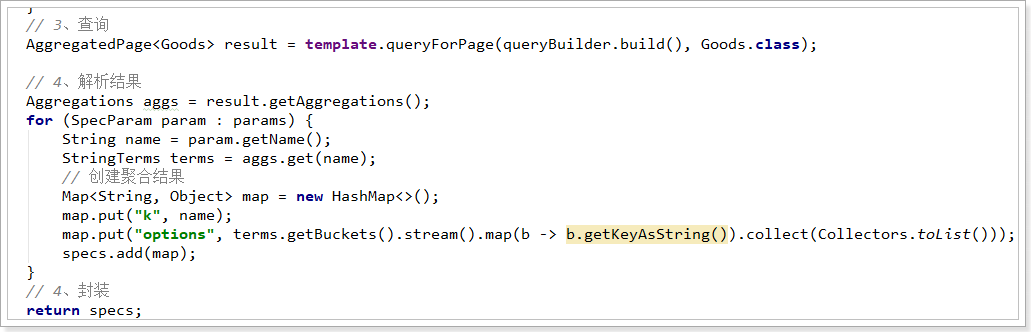 }
// 3、查询
AggregatedPage<Goods> result = template.queryForPage(queryBuilder.build(), Goods.class);
// 4、解析结果
Aggregations aggs = result.getAggregations();
for (SpecParam param : params) {
    String name = param.getName();
    StringTerms terms = aggs.get(name);
    // 创建聚合结果
    Map<String, Object> map = new HashMap<>();
    map.put("k", name);
    map.put("options", terms.getBuckets().stream().map(b -> b.getKeyAsString()).collect(Collectors.toList()));
    specs.add(map);
}
// 4、封装
return specs;